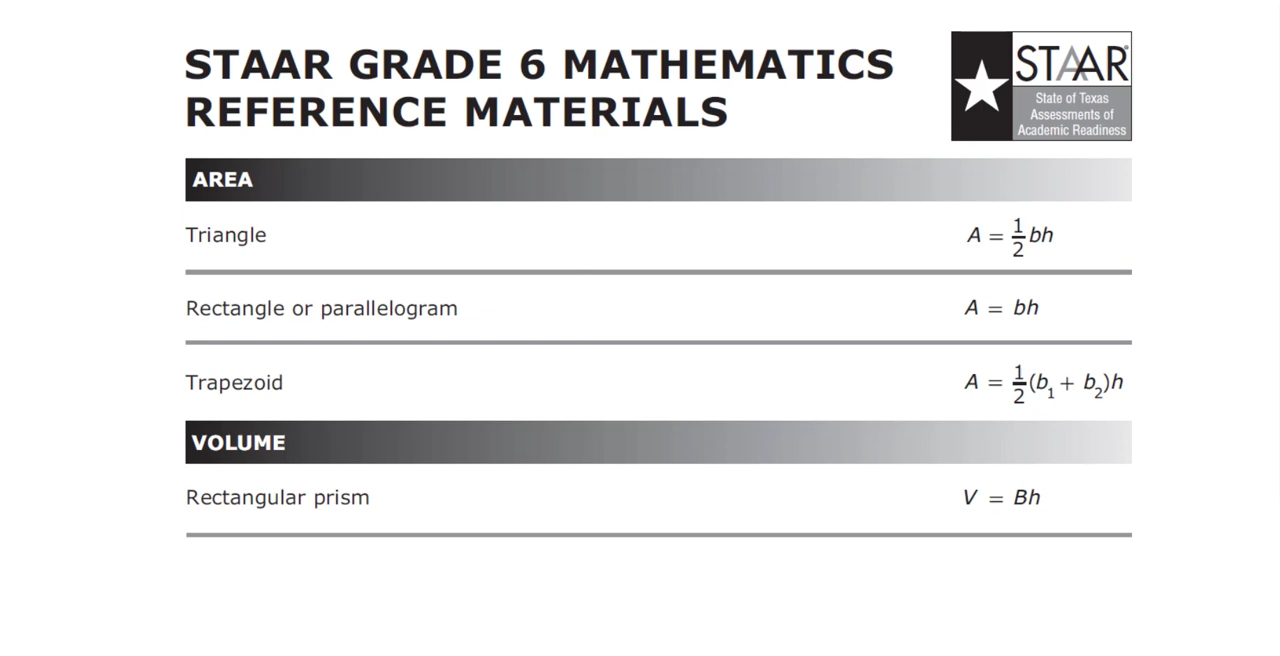 STAAR GRADE 6 MATHEMATICS
REFERENCE MATERIALS
STAAR®
State of Texas
Assessments of
Academic Readiness
AREA
Triangle A = 1/2 bh
Rectangle or parallelogram A = bh
Trapezoid A = 1/2 (b₁ + b₂)h
VOLUME
Rectangular prism V = Bh